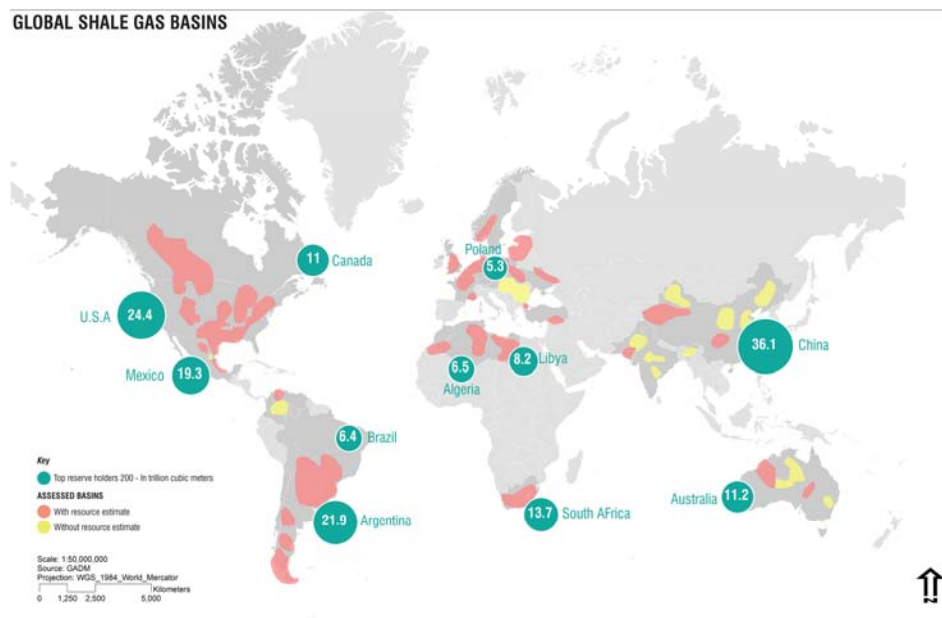 GLOBAL SHALE GAS BASINS
Poland
5.3
11 Canada
U.S.A 24.4
36.1 China
8.2 Libya
6.5
Algeria
Mexico 19.3
6.4 Brazil
Australia 11.2
13.7 South AFrica
21.9 Argentina
Key
Top reserve holders 200 - In trillion cubic meters
ASSESSED BASINS
With resource estimate
Without resource estimate
Scale: 1:50,000,000
Source: GADM
Projection: WGS_1984_World_Mercator
Kilometers
0 1,250 2,500 5,000
N